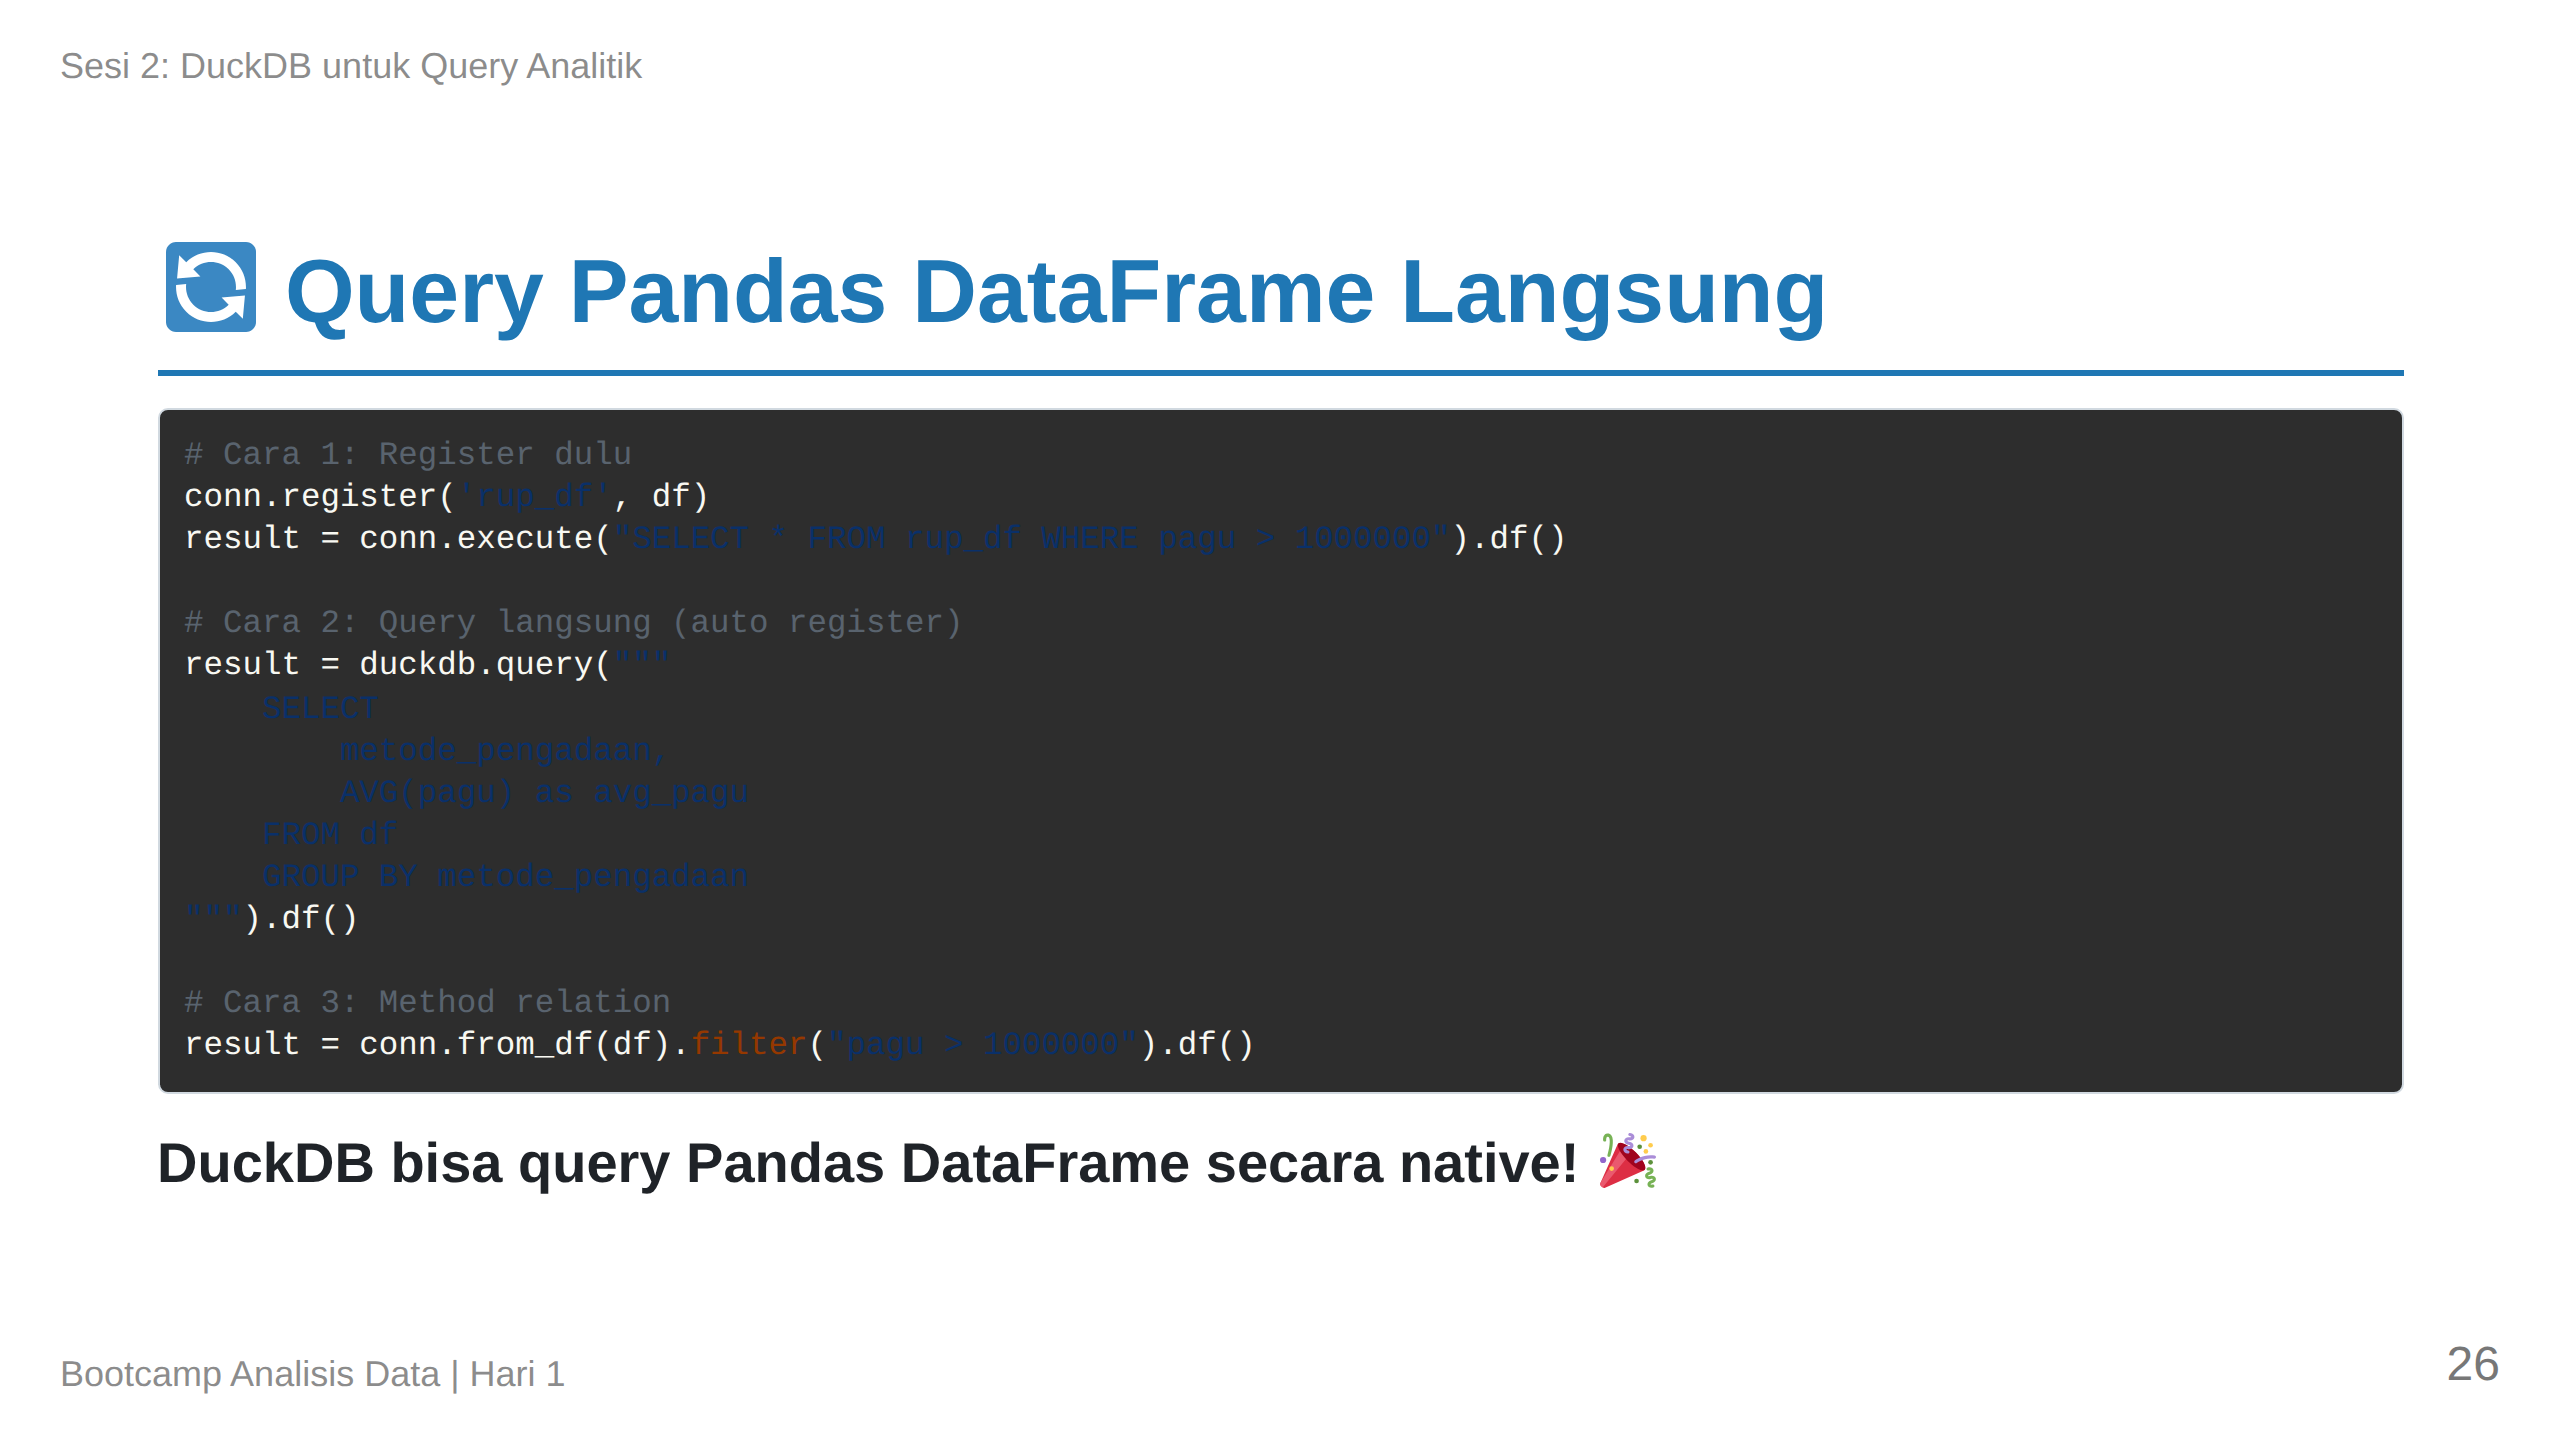 Sesi 2: DuckDB untuk Query Analitik
🔄 Query Pandas DataFrame Langsung
# Cara 1: Register dulu
conn.register('rup_df', df)
result = conn.execute("SELECT * FROM rup_df WHERE pagu > 1000000").df()
# Cara 2: Query langsung (auto register)
result = duckdb.query("""
    SELECT
        metode_pengadaan,
        AVG(pagu) as avg_pagu
    FROM df
    GROUP BY metode_pengadaan
""").df()
# Cara 3: Method relation
result = conn.from_df(df).filter("pagu > 1000000").df()
DuckDB bisa query Pandas DataFrame secara native! 🎉
Bootcamp Analisis Data | Hari 1
26